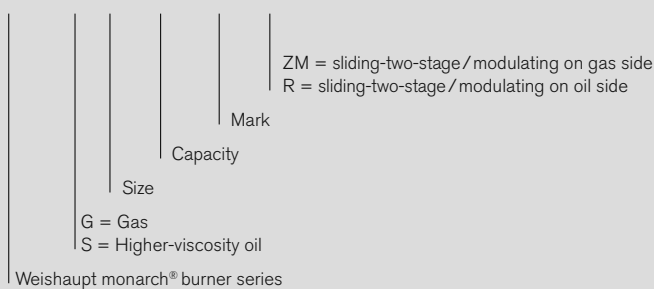 ZM = sliding-two-stage/modulating on gas side
R = sliding-two-stage/modulating on oil side
Mark
Capacity
Size
G = Gas
S = Higher-viscosity oil
Weishaupt monarch® burner series